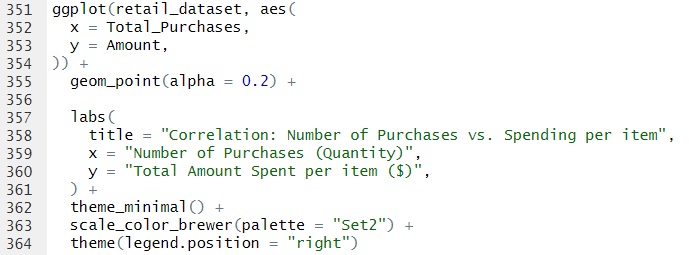 351 ggplot(retail_dataset, aes(
352   x = Total_Purchases,
353   y = Amount,
354 )) +
355   geom_point(alpha = 0.2) +
356
357   labs(
358     title = "Correlation: Number of Purchases vs. Spending per item",
359     x = "Number of Purchases (Quantity)",
360     y = "Total Amount Spent per item ($)",
361   ) +
362   theme_minimal() +
363   scale_color_brewer(palette = "Set2") +
364   theme(legend.position = "right")